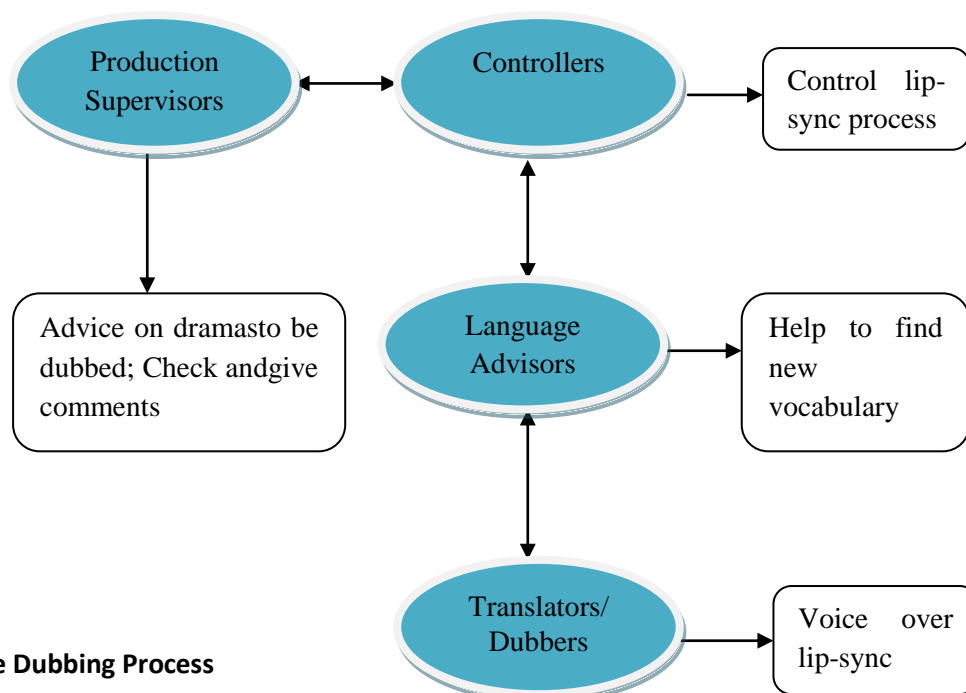 Production
Supervisors
Controllers
Control lip-
sync process
Advice on dramasto be
dubbed; Check andgive
comments
Language
Advisors
Help to find
new
vocabulary
Translators/
Dubbers
Voice over
lip-sync
e Dubbing Process